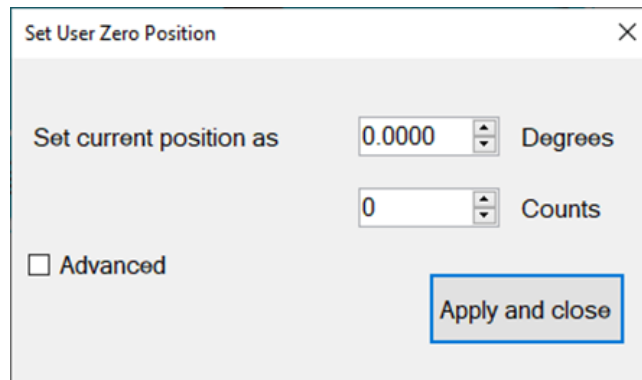 Set User Zero Position
Set current position as 0.0000 Degrees
0 Counts
Advanced
Apply and close